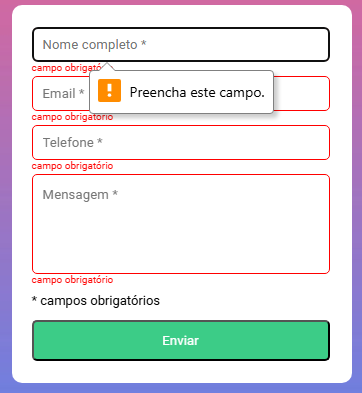 Nome completo *
campo obrigatório
Preencha este campo.
Email *
campo obrigatório
Telefone *
campo obrigatório
Mensagem *
campo obrigatório
* campos obrigatórios
Enviar